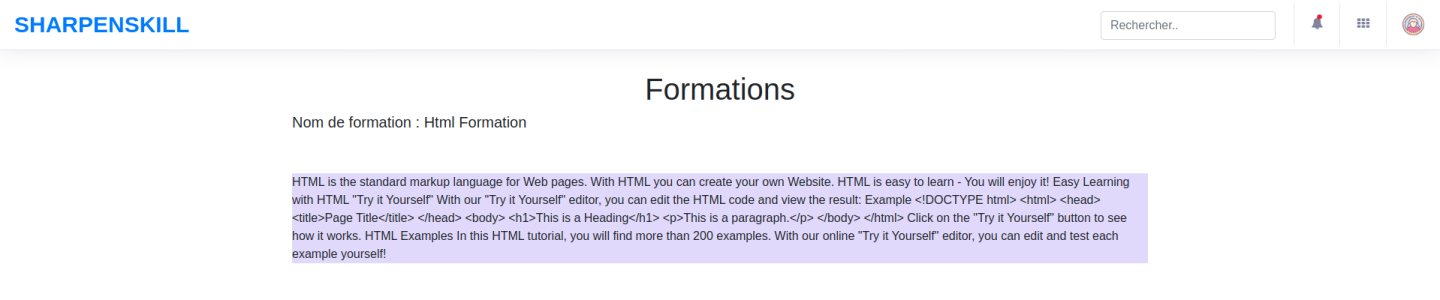 SHARPENSKILL
Rechercher..
Formations
Nom de formation : Html Formation
HTML is the standard markup language for Web pages. With HTML you can create your own Website. HTML is easy to learn - You will enjoy it! Easy Learning
with HTML "Try it Yourself" With our "Try it Yourself" editor, you can edit the HTML code and view the result: Example <!DOCTYPE html> <html> <head>
<title>Page Title</title> </head> <body> <h1>This is a Heading</h1> <p>This is a paragraph.</p> </body> </html> Click on the "Try it Yourself" button to see
how it works. HTML Examples In this HTML tutorial, you will find more than 200 examples. With our online "Try it Yourself" editor, you can edit and test each
example yourself!